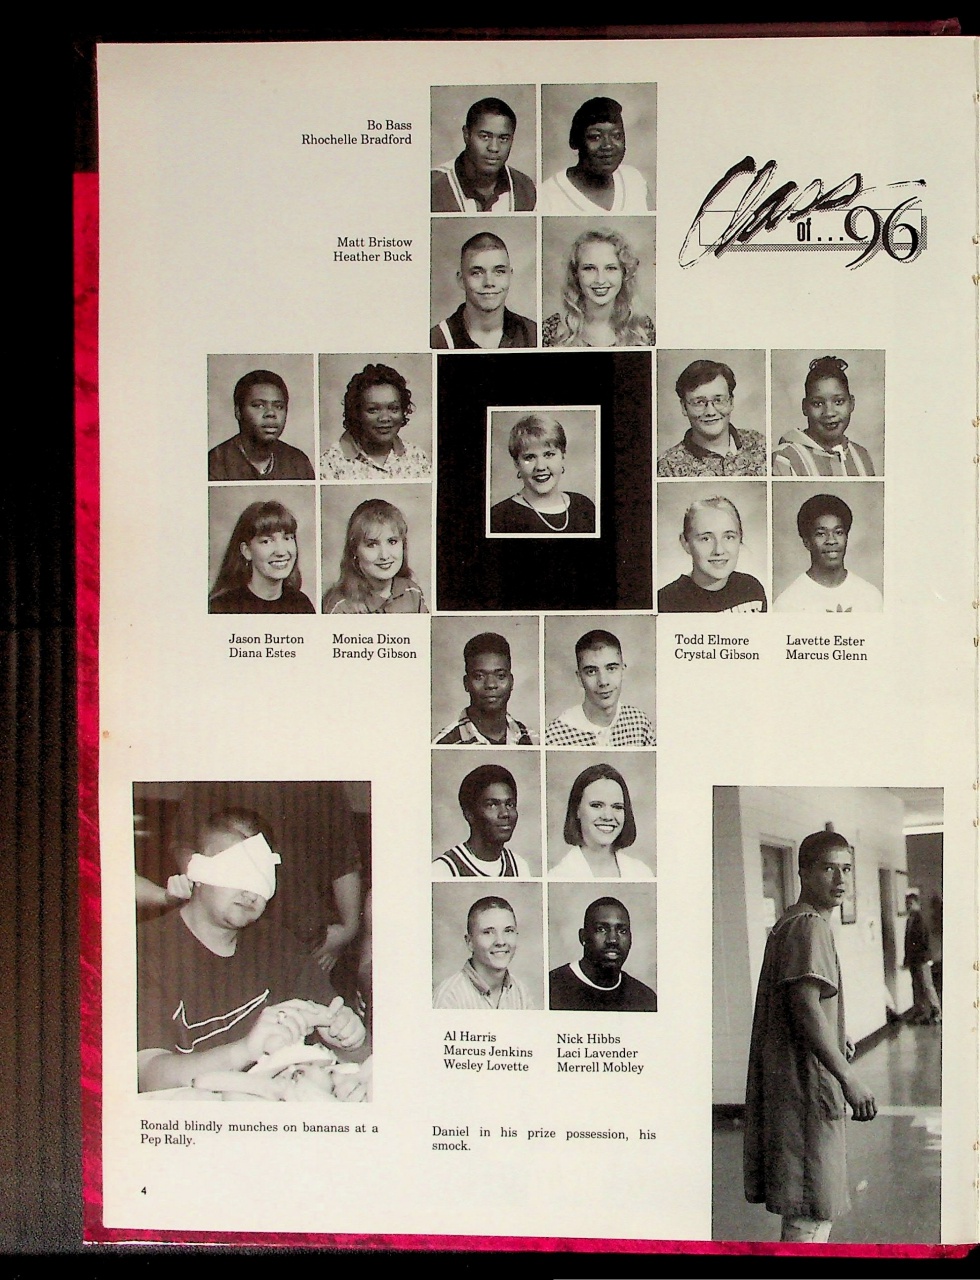 Bo Bass
Rhochelle Bradford
Class
of...96
Matt Bristow
Heather Buck
Jason Burton
Diana Estes
Monica Dixon
Brandy Gibson
Todd Elmore
Crystal Gibson
Lavette Ester
Marcus Glenn
Al Harris
Marcus Jenkins
Wesley Lovette
Nick Hibbs
Laci Lavender
Merrell Mobley
Ronald blindly munches on bananas at a
Pep Rally.
Daniel in his prize possession, his
smock.
4